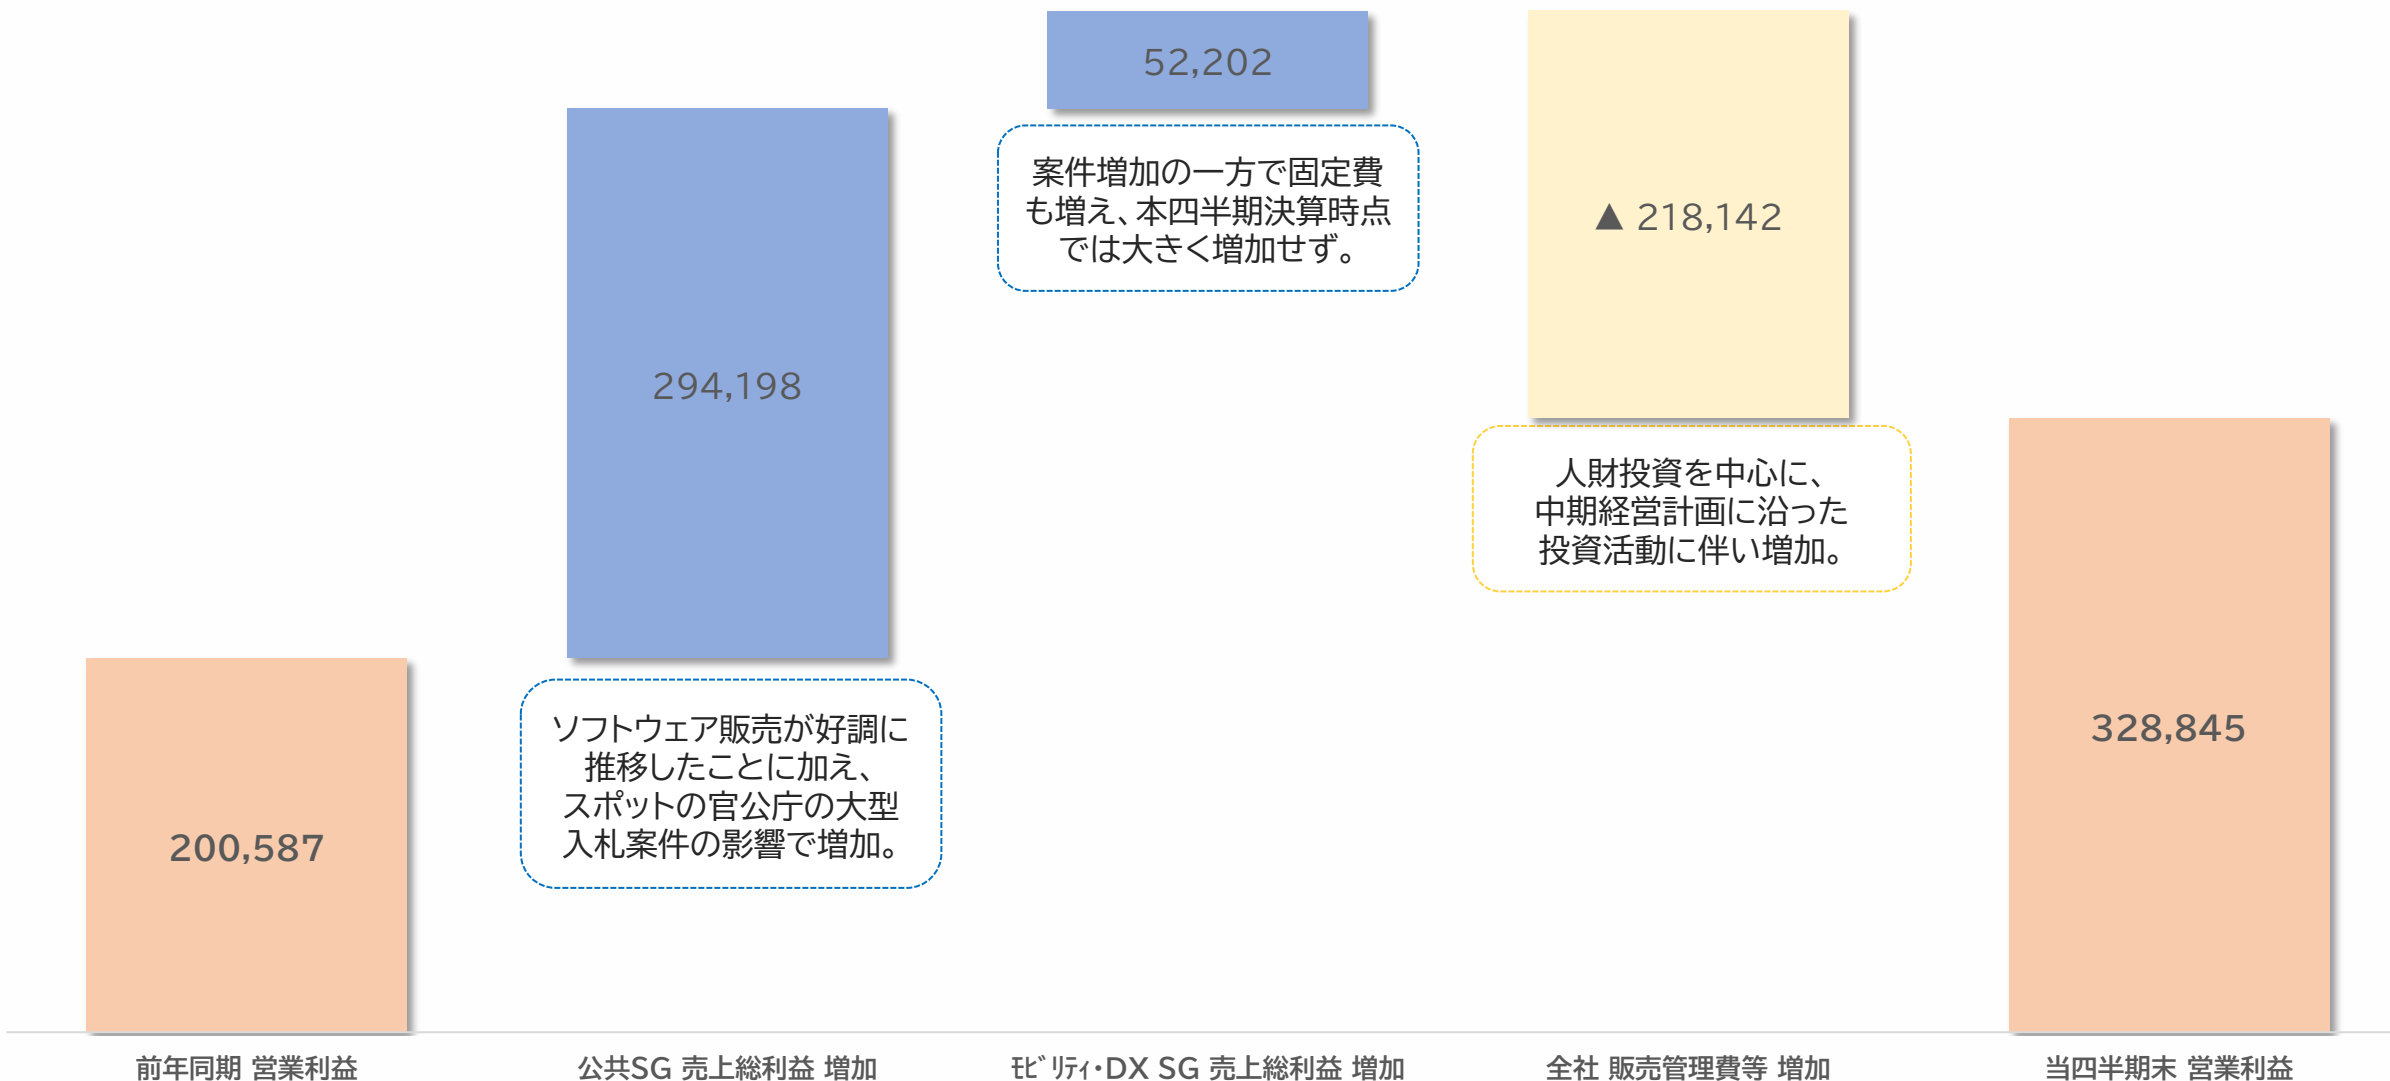 52,202
案件増加の一方で固定費
も増え、本四半期決算時点
では大きく増加せず。
▲ 218,142
294,198
人財投資を中心に、
中期経営計画に沿った
投資活動に伴い増加。
ソフトウェア販売が好調に
推移したことに加え、
スポットの官公庁の大型
入札案件の影響で増加。
328,845
200,587
前年同期 営業利益
公共SG 売上総利益 増加
ﾓﾋﾞﾘﾃｨ・DX SG 売上総利益 増加
全社 販売管理費等 増加
当四半期末 営業利益